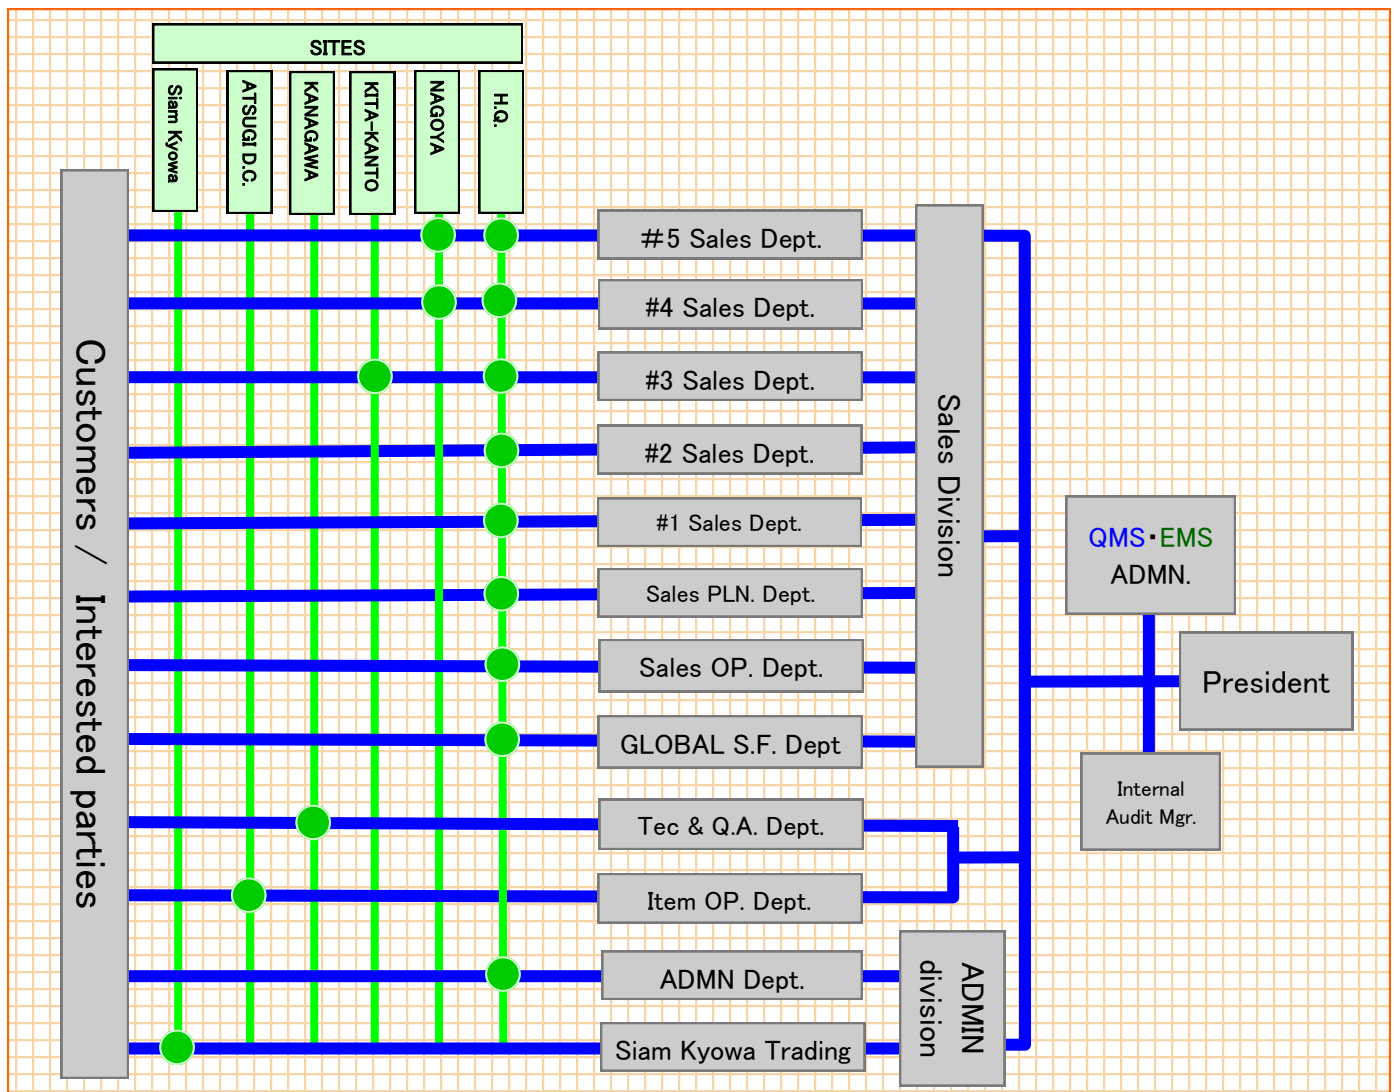 SITES
Siam Kyowa
ATSUGI D.C.
KANAGAWA
KITA-KANTO
NAGOYA
H.Q.
Customers / Interested parties
#5 Sales Dept.
#4 Sales Dept.
#3 Sales Dept.
#2 Sales Dept.
#1 Sales Dept.
Sales PLN. Dept.
Sales OP. Dept.
GLOBAL S.F. Dept
Tec & Q.A. Dept.
Item OP. Dept.
ADMN Dept.
Siam Kyowa Trading
Sales Division
ADMIN
division
QMS・EMS
ADMN.
President
Internal
Audit Mgr.